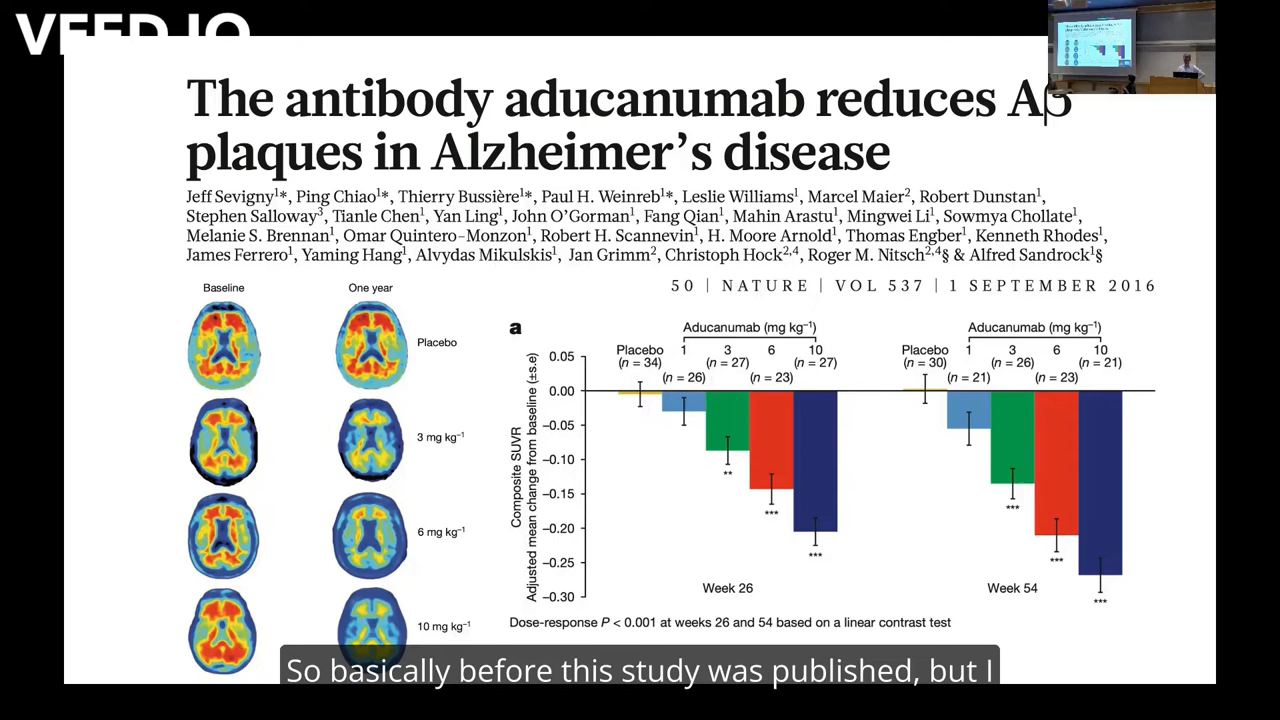 VEED.IO
The antibody aducanumab reduces Aβ
plaques in Alzheimer's disease
Jeff Sevigny¹*, Ping Chiao¹*, Thierry Bussière¹*, Paul H. Weinreb¹*, Leslie Williams¹, Marcel Maier², Robert Dunstan¹,
Stephen Salloway³, Tianle Chen¹, Yan Ling¹, John O'Gorman¹, Fang Qian¹, Mahin Arastu¹, Mingwei Li¹, Sowmya Chollate¹,
Melanie S. Brennan¹, Omar Quintero-Monzon¹, Robert H. Scannevin¹, H. Moore Arnold¹, Thomas Engber¹, Kenneth Rhodes¹,
James Ferrero¹, Yaming Hang¹, Alvydas Mikulskis¹, Jan Grimm², Christoph Hock²,⁴, Roger M. Nitsch²,⁴§ & Alfred Sandrock¹§
50 | NATURE | VOL 537 | 1 SEPTEMBER 2016
Baseline
One year
Placebo
3 mg kg⁻¹
6 mg kg⁻¹
10 mg kg⁻¹
a
Composite SUVR
Adjusted mean change from baseline (±s.e)
0.05
0.00
−0.05
−0.10
−0.15
−0.20
−0.25
−0.30
Aducanumab (mg kg⁻¹)
Placebo 1 3 6 10
(n = 34) (n = 27) (n = 27)
(n = 26) (n = 23)
**
***
***
Week 26
Aducanumab (mg kg⁻¹)
Placebo 1 3 6 10
(n = 30) (n = 26) (n = 21)
(n = 21) (n = 23)
***
***
***
Week 54
Dose-response P < 0.001 at weeks 26 and 54 based on a linear contrast test
So basically before this study was published, but I